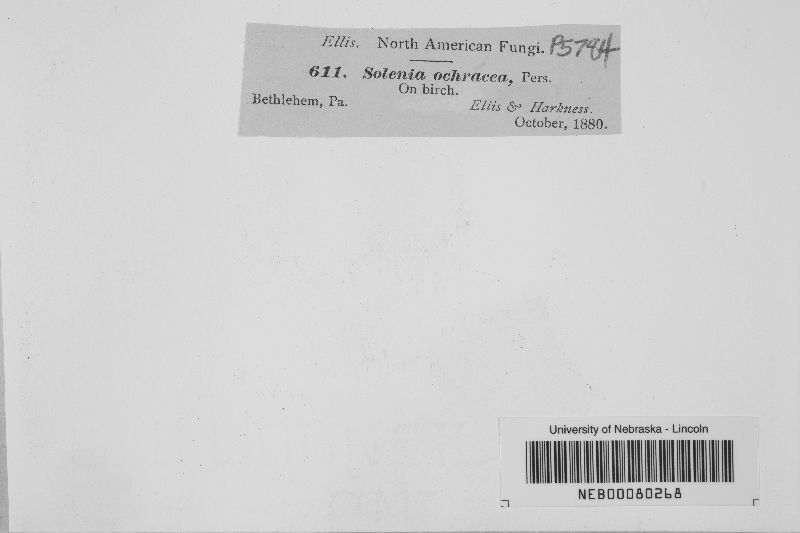 Ellis. North American Fungi. P5784
611. Solenia ochracea, Pers.
On birch.
Bethlehem, Pa. Ellis & Harkness.
October, 1880.
University of Nebraska - Lincoln
NEB00080268